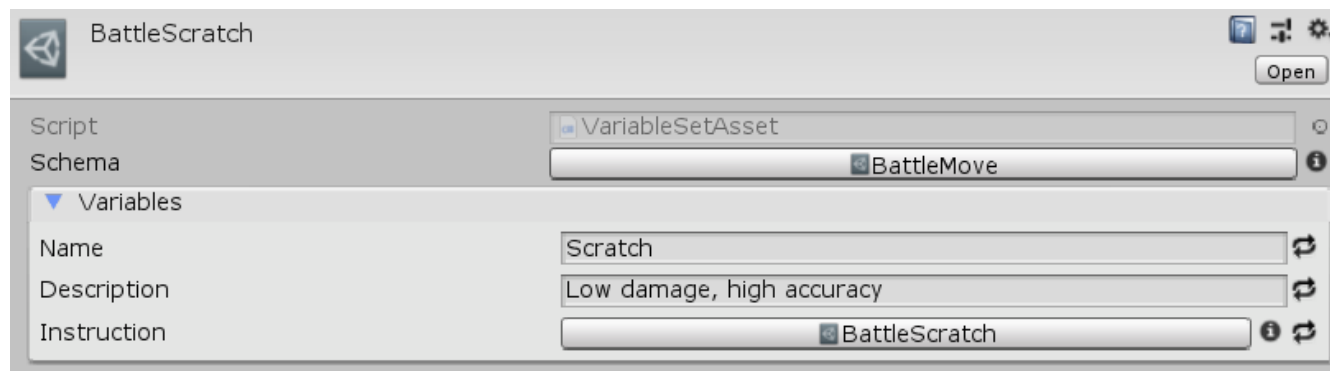 BattleScratch
Open
Script VariableSetAsset
Schema BattleMove
Variables
Name Scratch
Description Low damage, high accuracy
Instruction BattleScratch